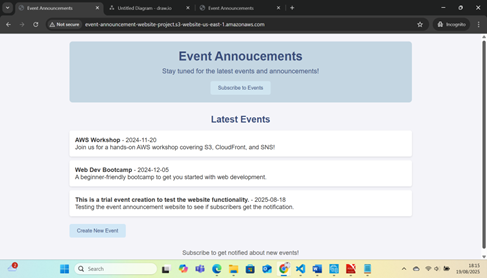 Event Announcements
Untitled Diagram - draw.io
Event Announcements
Not secure
event-announcement-website-project.s3-website-us-east-1.amazonaws.com
Incognito
Event Annoucements
Stay tuned for the latest events and announcements!
Subscribe to Events
Latest Events
AWS Workshop - 2024-11-20
Join us for a hands-on AWS workshop covering S3, CloudFront, and SNS!
Web Dev Bootcamp - 2024-12-05
A beginner-friendly bootcamp to get you started with web development.
This is a trial event creation to test the website functionality. - 2025-08-18
Testing the event announcement website to see if subscribers get the notification.
Create New Event
Subscribe to get notified about new events!
Search
18:15
19/08/2025